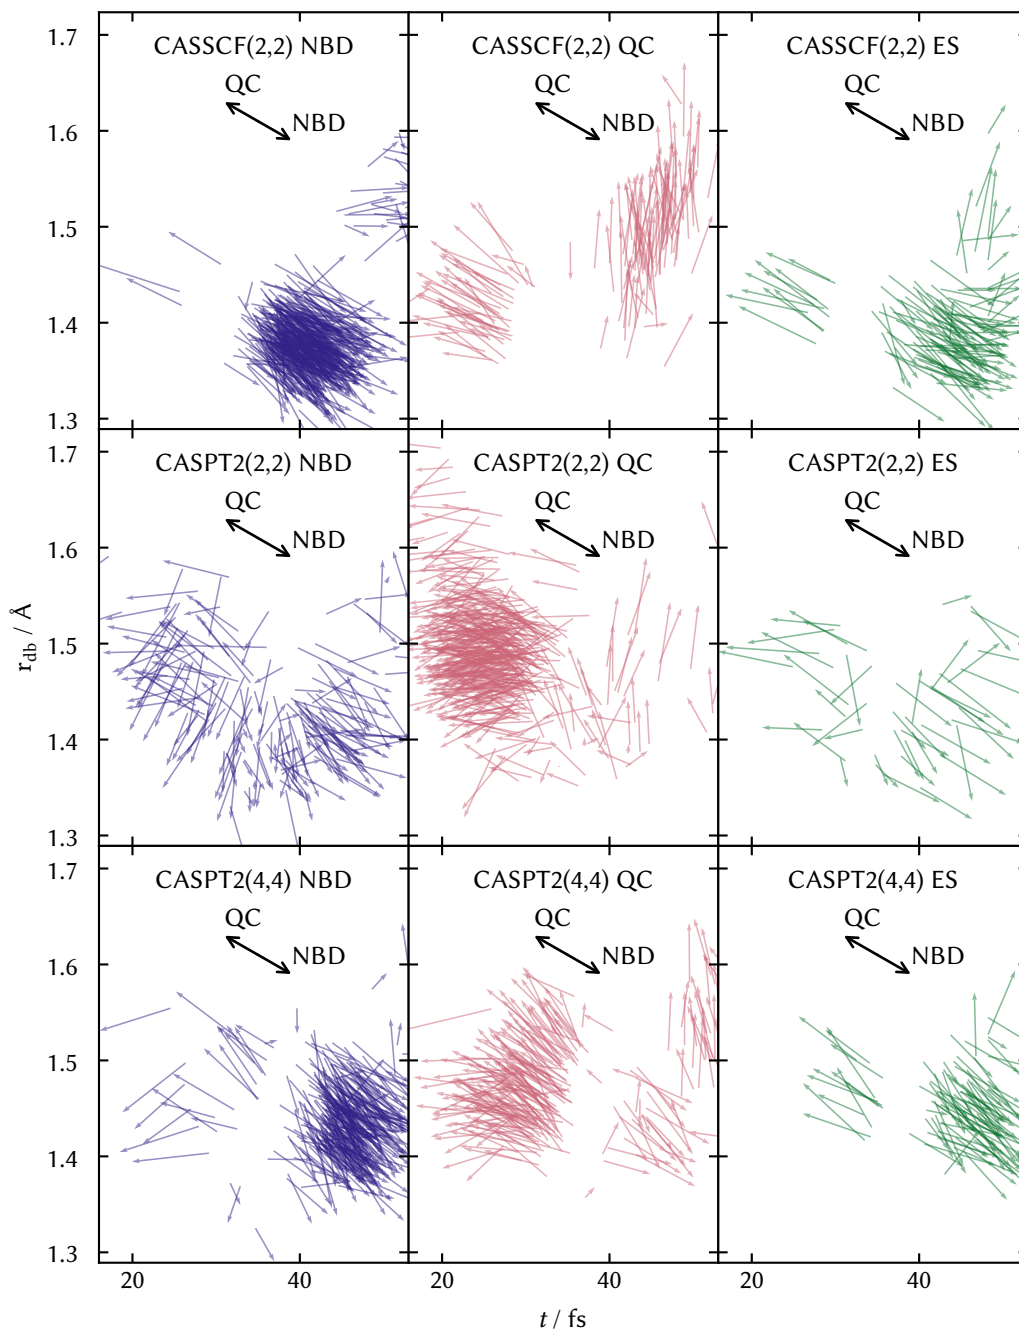 CASSCF(2,2) NBD
QC
NBD
CASSCF(2,2) QC
QC
NBD
CASSCF(2,2) ES
QC
NBD
1.7
1.6
1.5
1.4
1.3
CASPT2(2,2) NBD
QC
NBD
CASPT2(2,2) QC
QC
NBD
CASPT2(2,2) ES
QC
NBD
1.7
1.6
1.5
1.4
1.3
r_db / Å
CASPT2(4,4) NBD
QC
NBD
CASPT2(4,4) QC
QC
NBD
CASPT2(4,4) ES
QC
NBD
1.7
1.6
1.5
1.4
1.3
20 40 20 40 20 40
t / fs